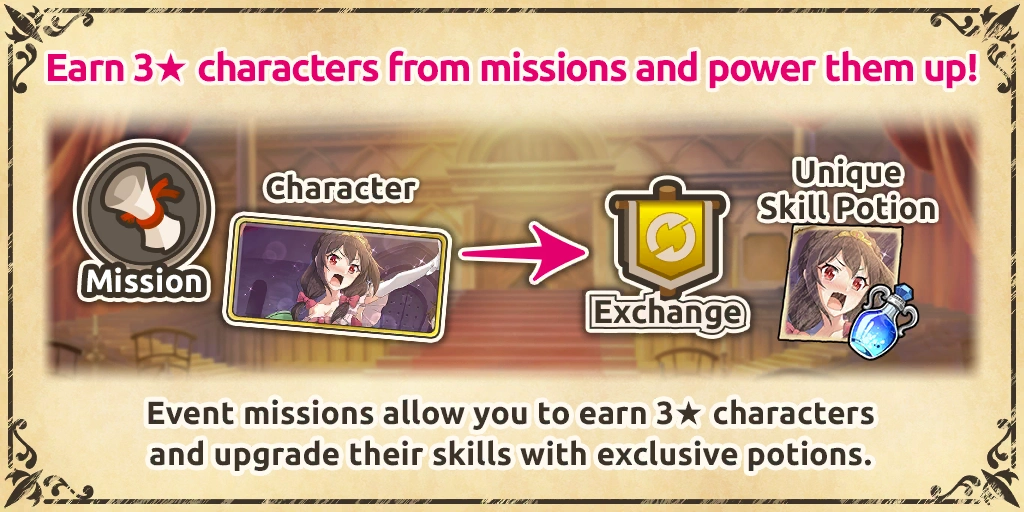 Earn 3★ characters from missions and power them up!
Mission
Character
Exchange
Unique
Skill Potion
Event missions allow you to earn 3★ characters
and upgrade their skills with exclusive potions.